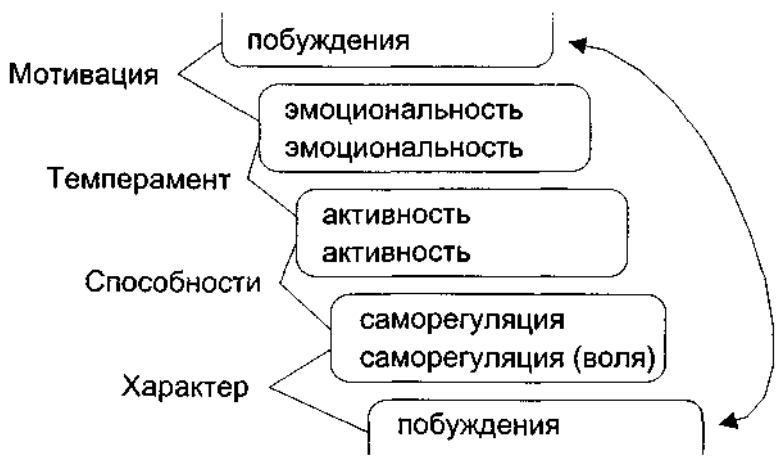 побуждения
Мотивация
эмоциональность
эмоциональность
Темперамент
активность
активность
Способности
саморегуляция
саморегуляция (воля)
Характер
побуждения